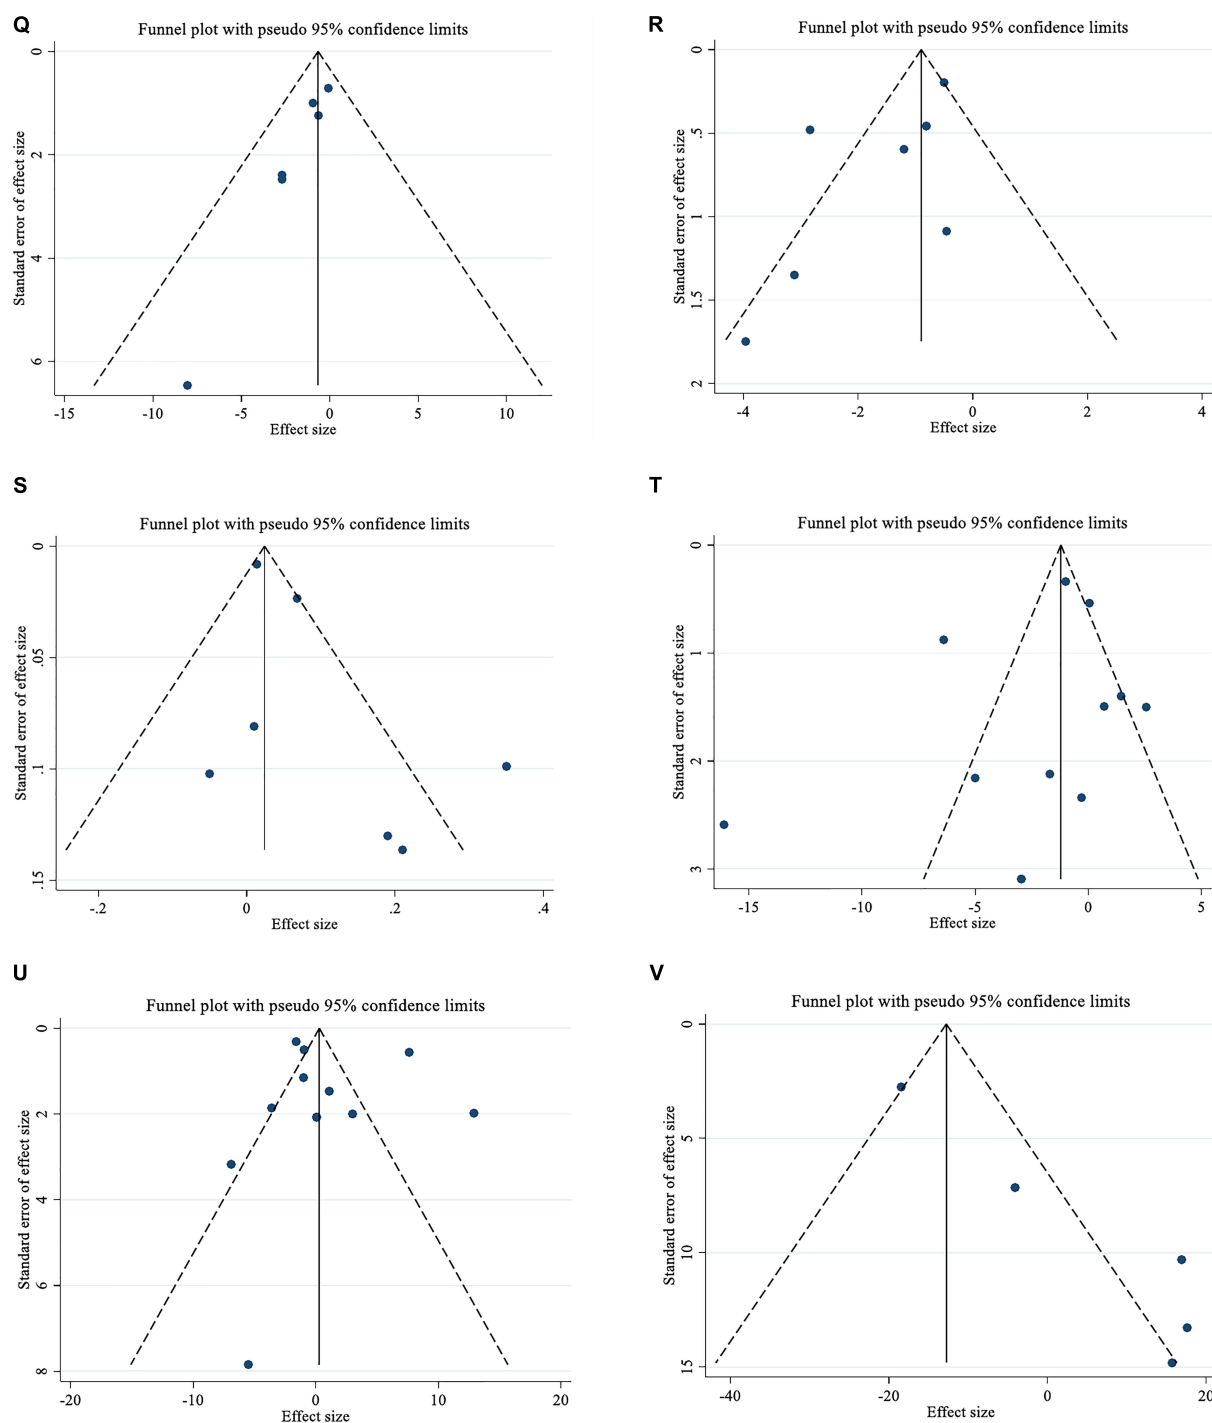 Q
Funnel plot with pseudo 95% confidence limits
Standard error of effect size
0
2
4
6
-15 -10 -5 0 5 10
Effect size
R
Funnel plot with pseudo 95% confidence limits
Standard error of effect size
0
.5
1
1.5
2
-4 -2 0 2 4
Effect size
S
Funnel plot with pseudo 95% confidence limits
Standard error of effect size
0
.05
.1
.15
-.2 0 .2 .4
Effect size
T
Funnel plot with pseudo 95% confidence limits
Standard error of effect size
0
1
2
3
-15 -10 -5 0 5
Effect size
U
Funnel plot with pseudo 95% confidence limits
Standard error of effect size
0
2
4
6
8
-20 -10 0 10 20
Effect size
V
Funnel plot with pseudo 95% confidence limits
Standard error of effect size
0
5
10
15
-40 -20 0 20
Effect size